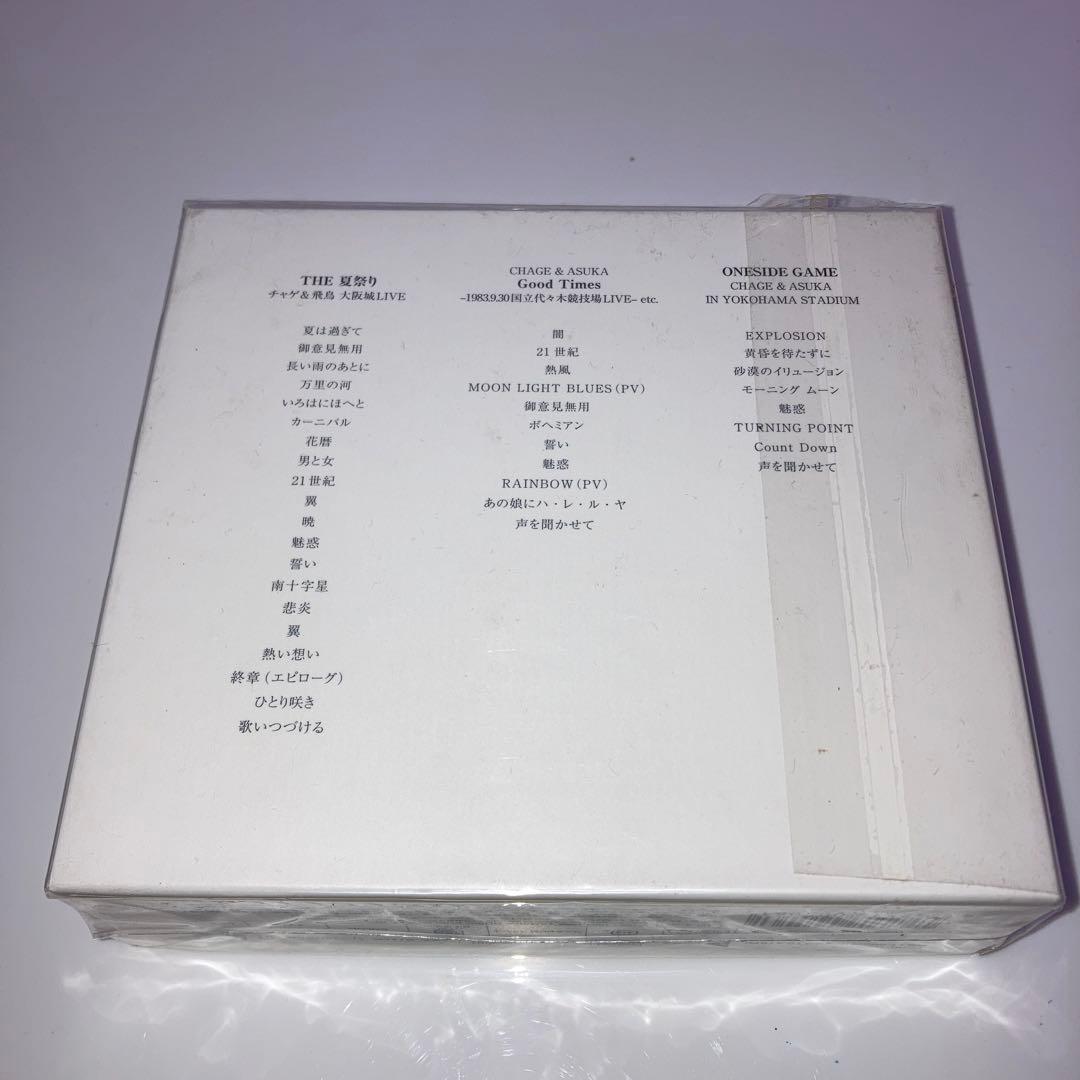 THE 夏祭り
チャゲ&飛鳥 大阪城LIVE
夏は過ぎて
御意見無用
長い雨のあとに
万里の河
いろはにほへと
カーニバル
花暦
男と女
21世紀
翼
暁
魅惑
誓い
南十字星
悲炎
翼
熱い想い
終章(エピローグ)
ひとり咲き
歌いつづける
CHAGE & ASUKA
Good Times
–1983.9.30国立代々木競技場LIVE– etc.
闇
21世紀
熱風
MOON LIGHT BLUES(PV)
御意見無用
ボヘミアン
誓い
魅惑
RAINBOW(PV)
あの娘にハ・レ・ル・ヤ
声を聞かせて
ONESIDE GAME
CHAGE & ASUKA
IN YOKOHAMA STADIUM
EXPLOSION
黄昏を待たずに
砂漠のイリュージョン
モーニング ムーン
魅惑
TURNING POINT
Count Down
声を聞かせて